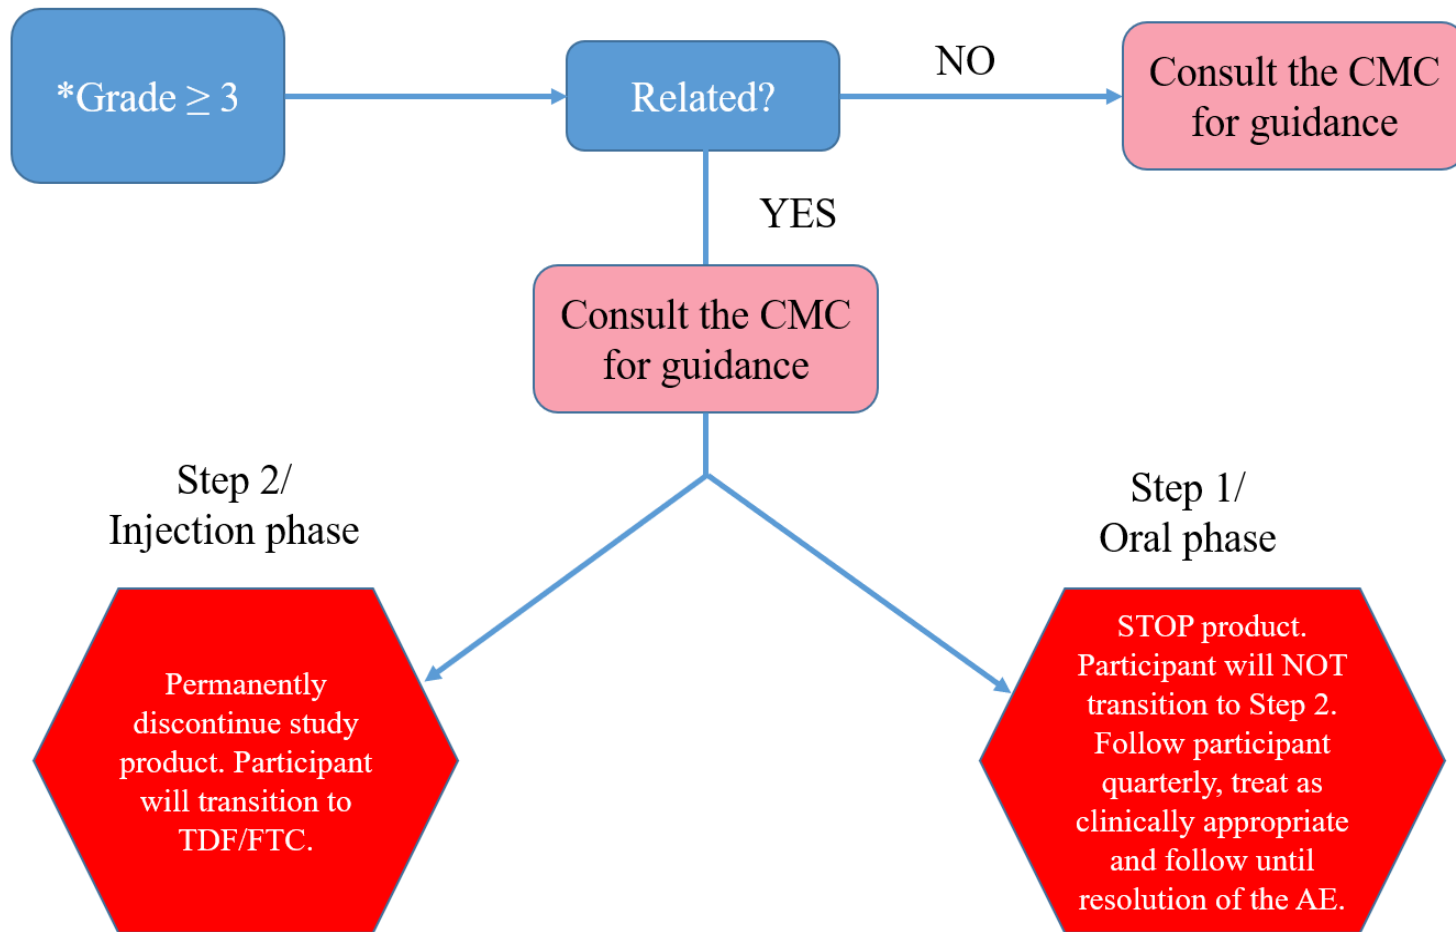 *Grade ≥ 3
Related?
NO
Consult the CMC
for guidance
YES
Consult the CMC
for guidance
Step 2/
Injection phase
Step 1/
Oral phase
Permanently
discontinue study
product. Participant
will transition to
TDF/FTC.
STOP product.
Participant will NOT
transition to Step 2.
Follow participant
quarterly, treat as
clinically appropriate
and follow until
resolution of the AE.